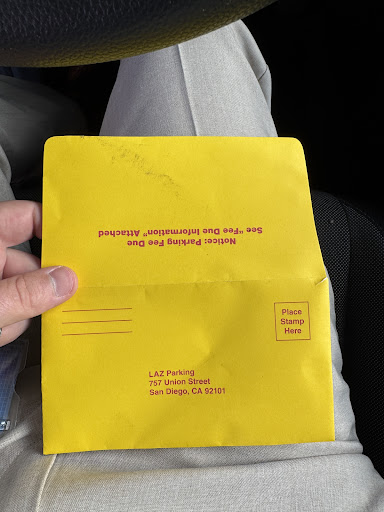 Notice: Parking Fee Due
See "Fee Due Information" Attached
Place
Stamp
Here
LAZ Parking
757 Union Street
San Diego, CA 92101